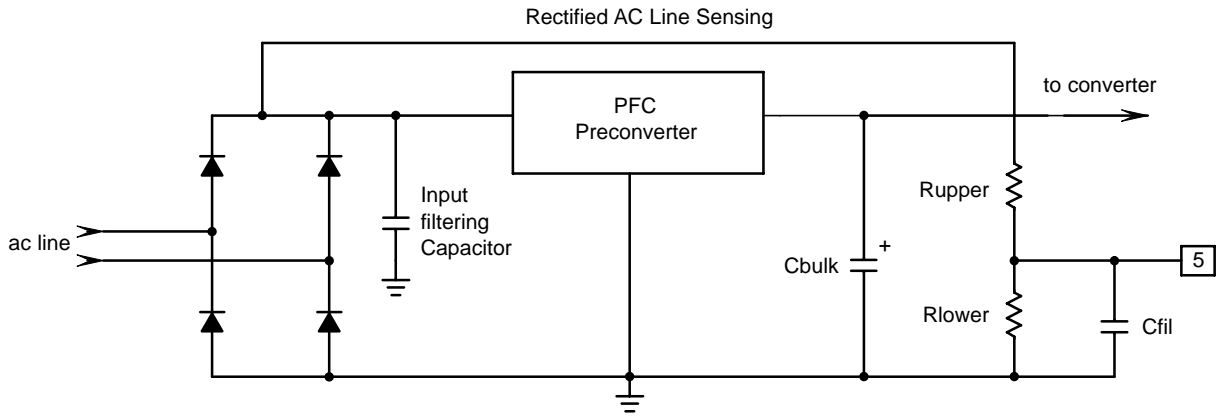 Rectified AC Line Sensing
to converter
PFC
Preconverter
Rupper
Input
filtering
Capacitor
ac line
+
5
Cbulk
Rlower
Cfil